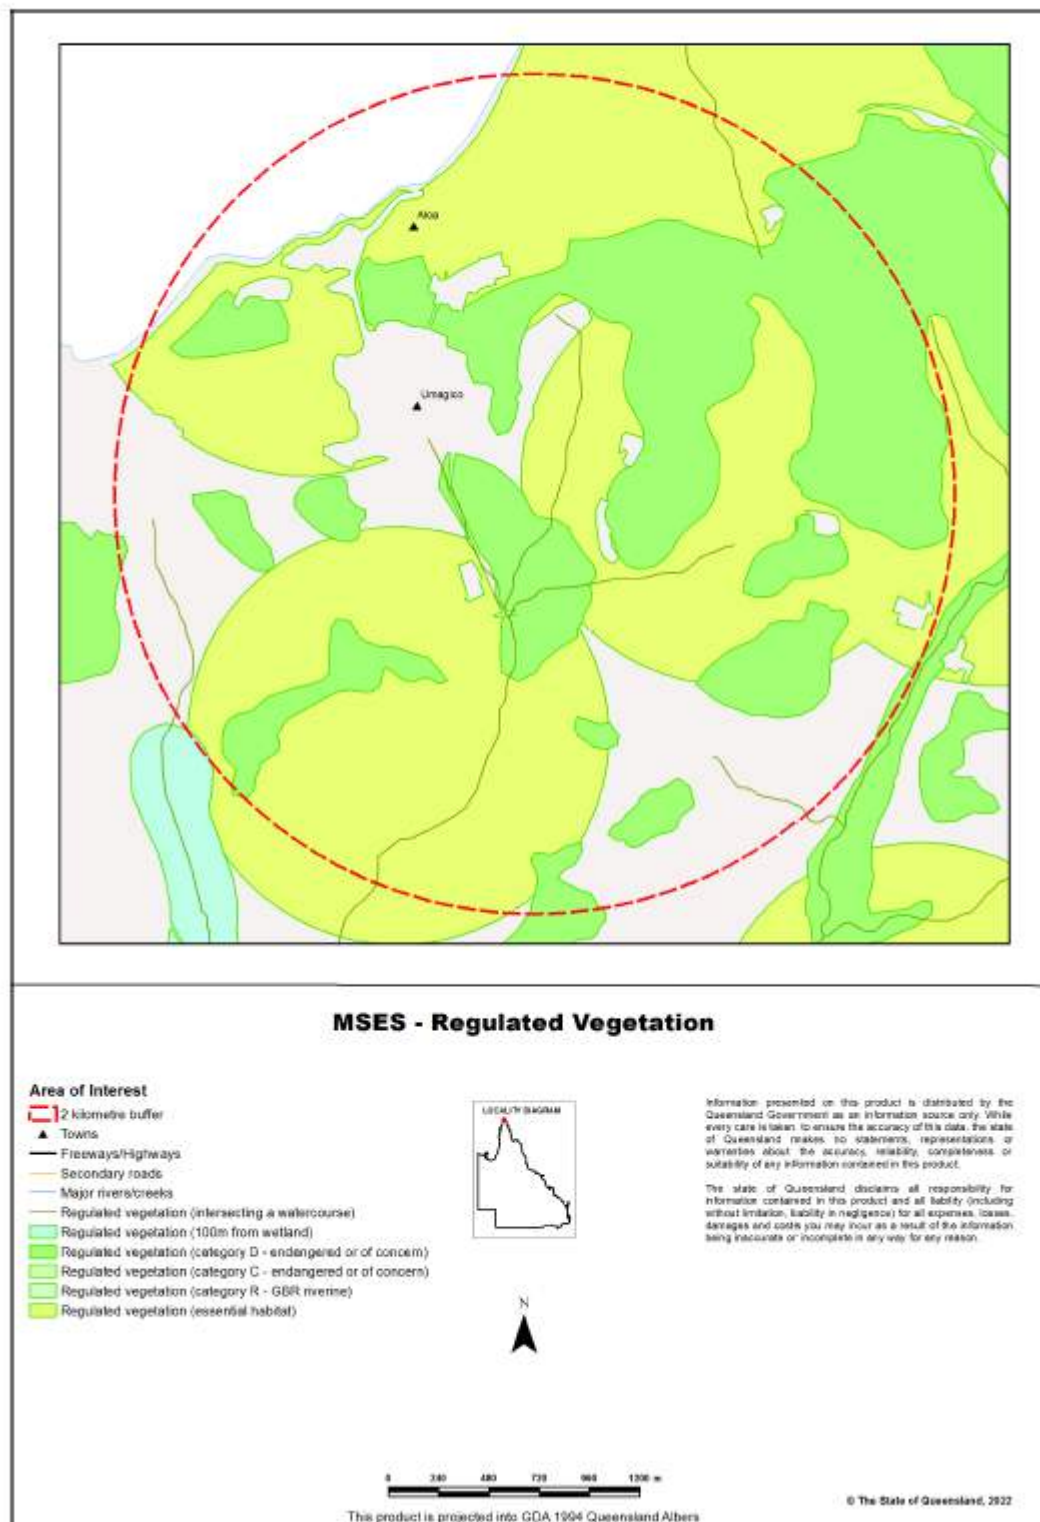 Aloa
Umagico
MSES - Regulated Vegetation
Area of Interest
2 kilometre buffer
Towns
Freeways/Highways
Secondary roads
Major rivers/creeks
Regulated vegetation (intersecting a watercourse)
Regulated vegetation (100m from wetland)
Regulated vegetation (category B - endangered or of concern)
Regulated vegetation (category C - endangered or of concern)
Regulated vegetation (category R - GBR riverine)
Regulated vegetation (essential habitat)
LOCALITY DIAGRAM
Information presented on this product is distributed by the
Queensland Government as an information source only. While
every care is taken to ensure the accuracy of this data, the state
of Queensland makes no statements, representations or
warranties about the accuracy, reliability, completeness or
suitability of any information contained in this product.
The state of Queensland disclaims all responsibility for
information contained in this product and all liability (including
without limitation, liability in negligence) for all expenses, losses,
damages and costs you may incur as a result of the information
being inaccurate or incomplete in any way for any reason.
N
0 240 480 720 960 1200 m
This product is projected into GDA 1994 Queensland Albers
© The State of Queensland, 2022